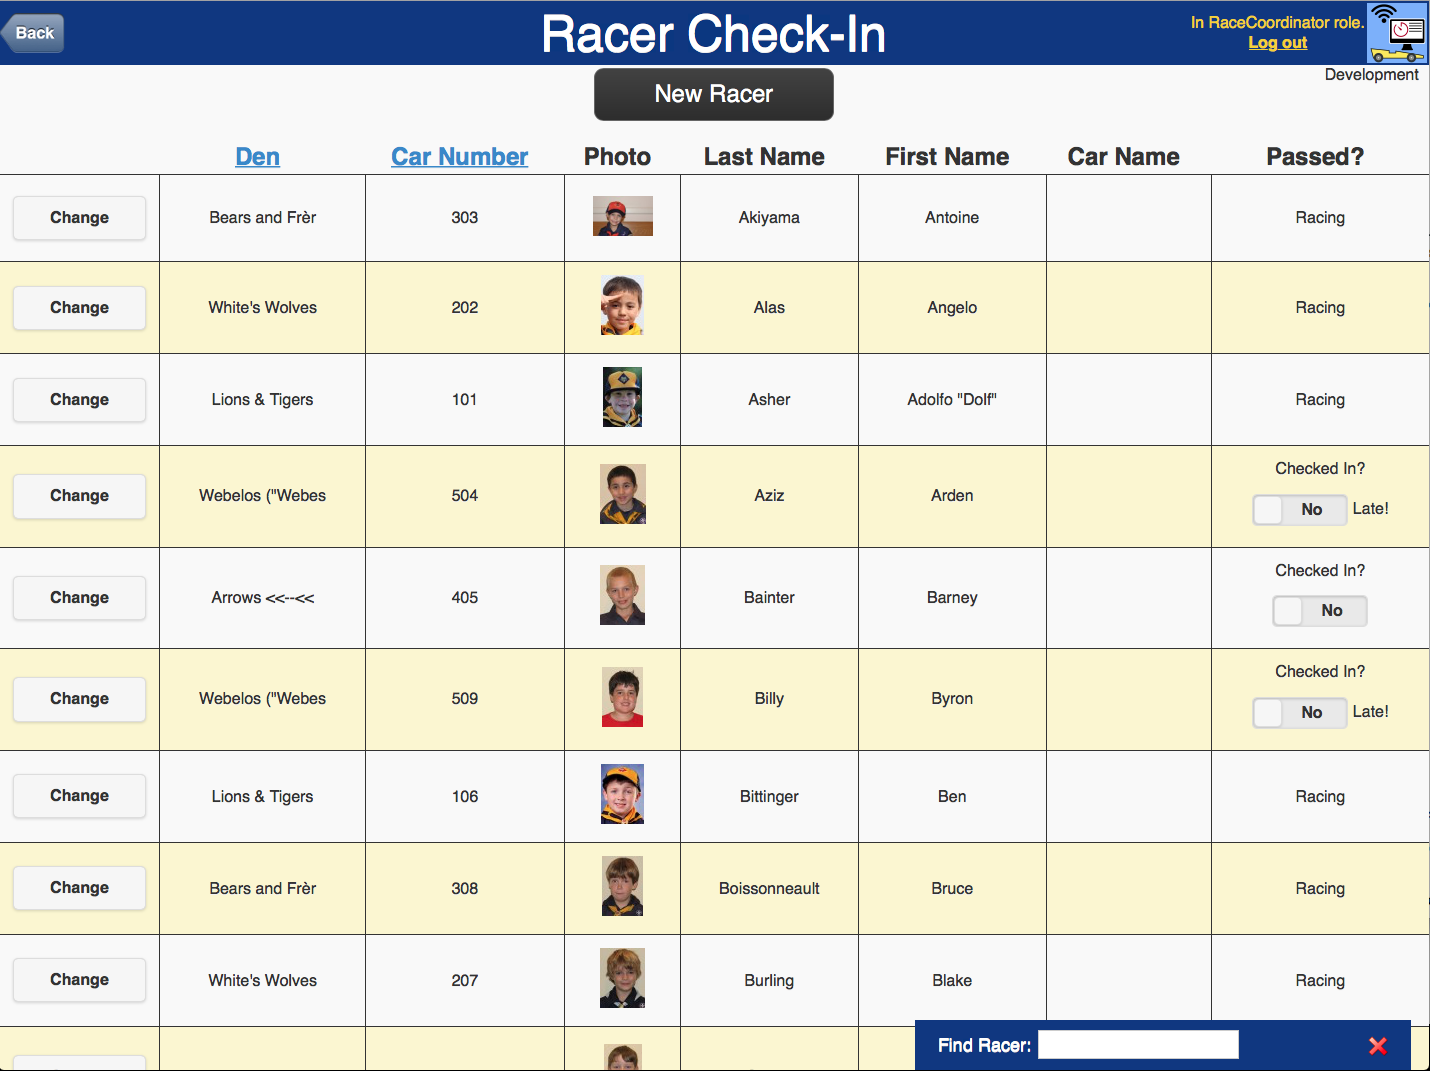 Back
Racer Check-In
In RaceCoordinator role.
Log out
Development
New Racer
Den Car Number Photo Last Name First Name Car Name Passed?
Change Bears and Frèr 303 Akiyama Antoine Racing
Change White's Wolves 202 Alas Angelo Racing
Change Lions & Tigers 101 Asher Adolfo "Dolf" Racing
Checked In?
Change Webelos ("Webes 504 Aziz Arden No Late!
Checked In?
Change Arrows <<--<< 405 Bainter Barney No
Checked In?
Change Webelos ("Webes 509 Billy Byron No Late!
Change Lions & Tigers 106 Bittinger Ben Racing
Change Bears and Frèr 308 Boissonneault Bruce Racing
Change White's Wolves 207 Burling Blake Racing
Find Racer: